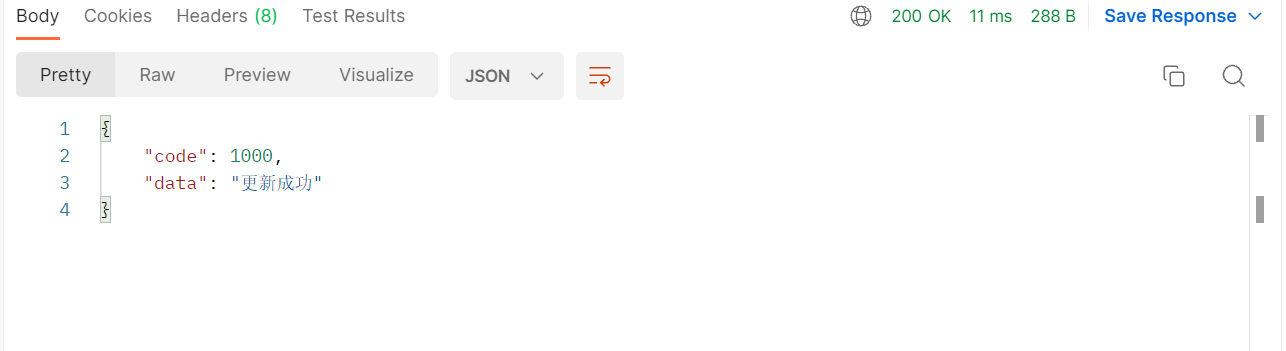 Body Cookies Headers (8) Test Results 200 OK 11 ms 288 B Save Response
Pretty Raw Preview Visualize JSON
1 {
2 "code": 1000,
3 "data": "更新成功"
4 }